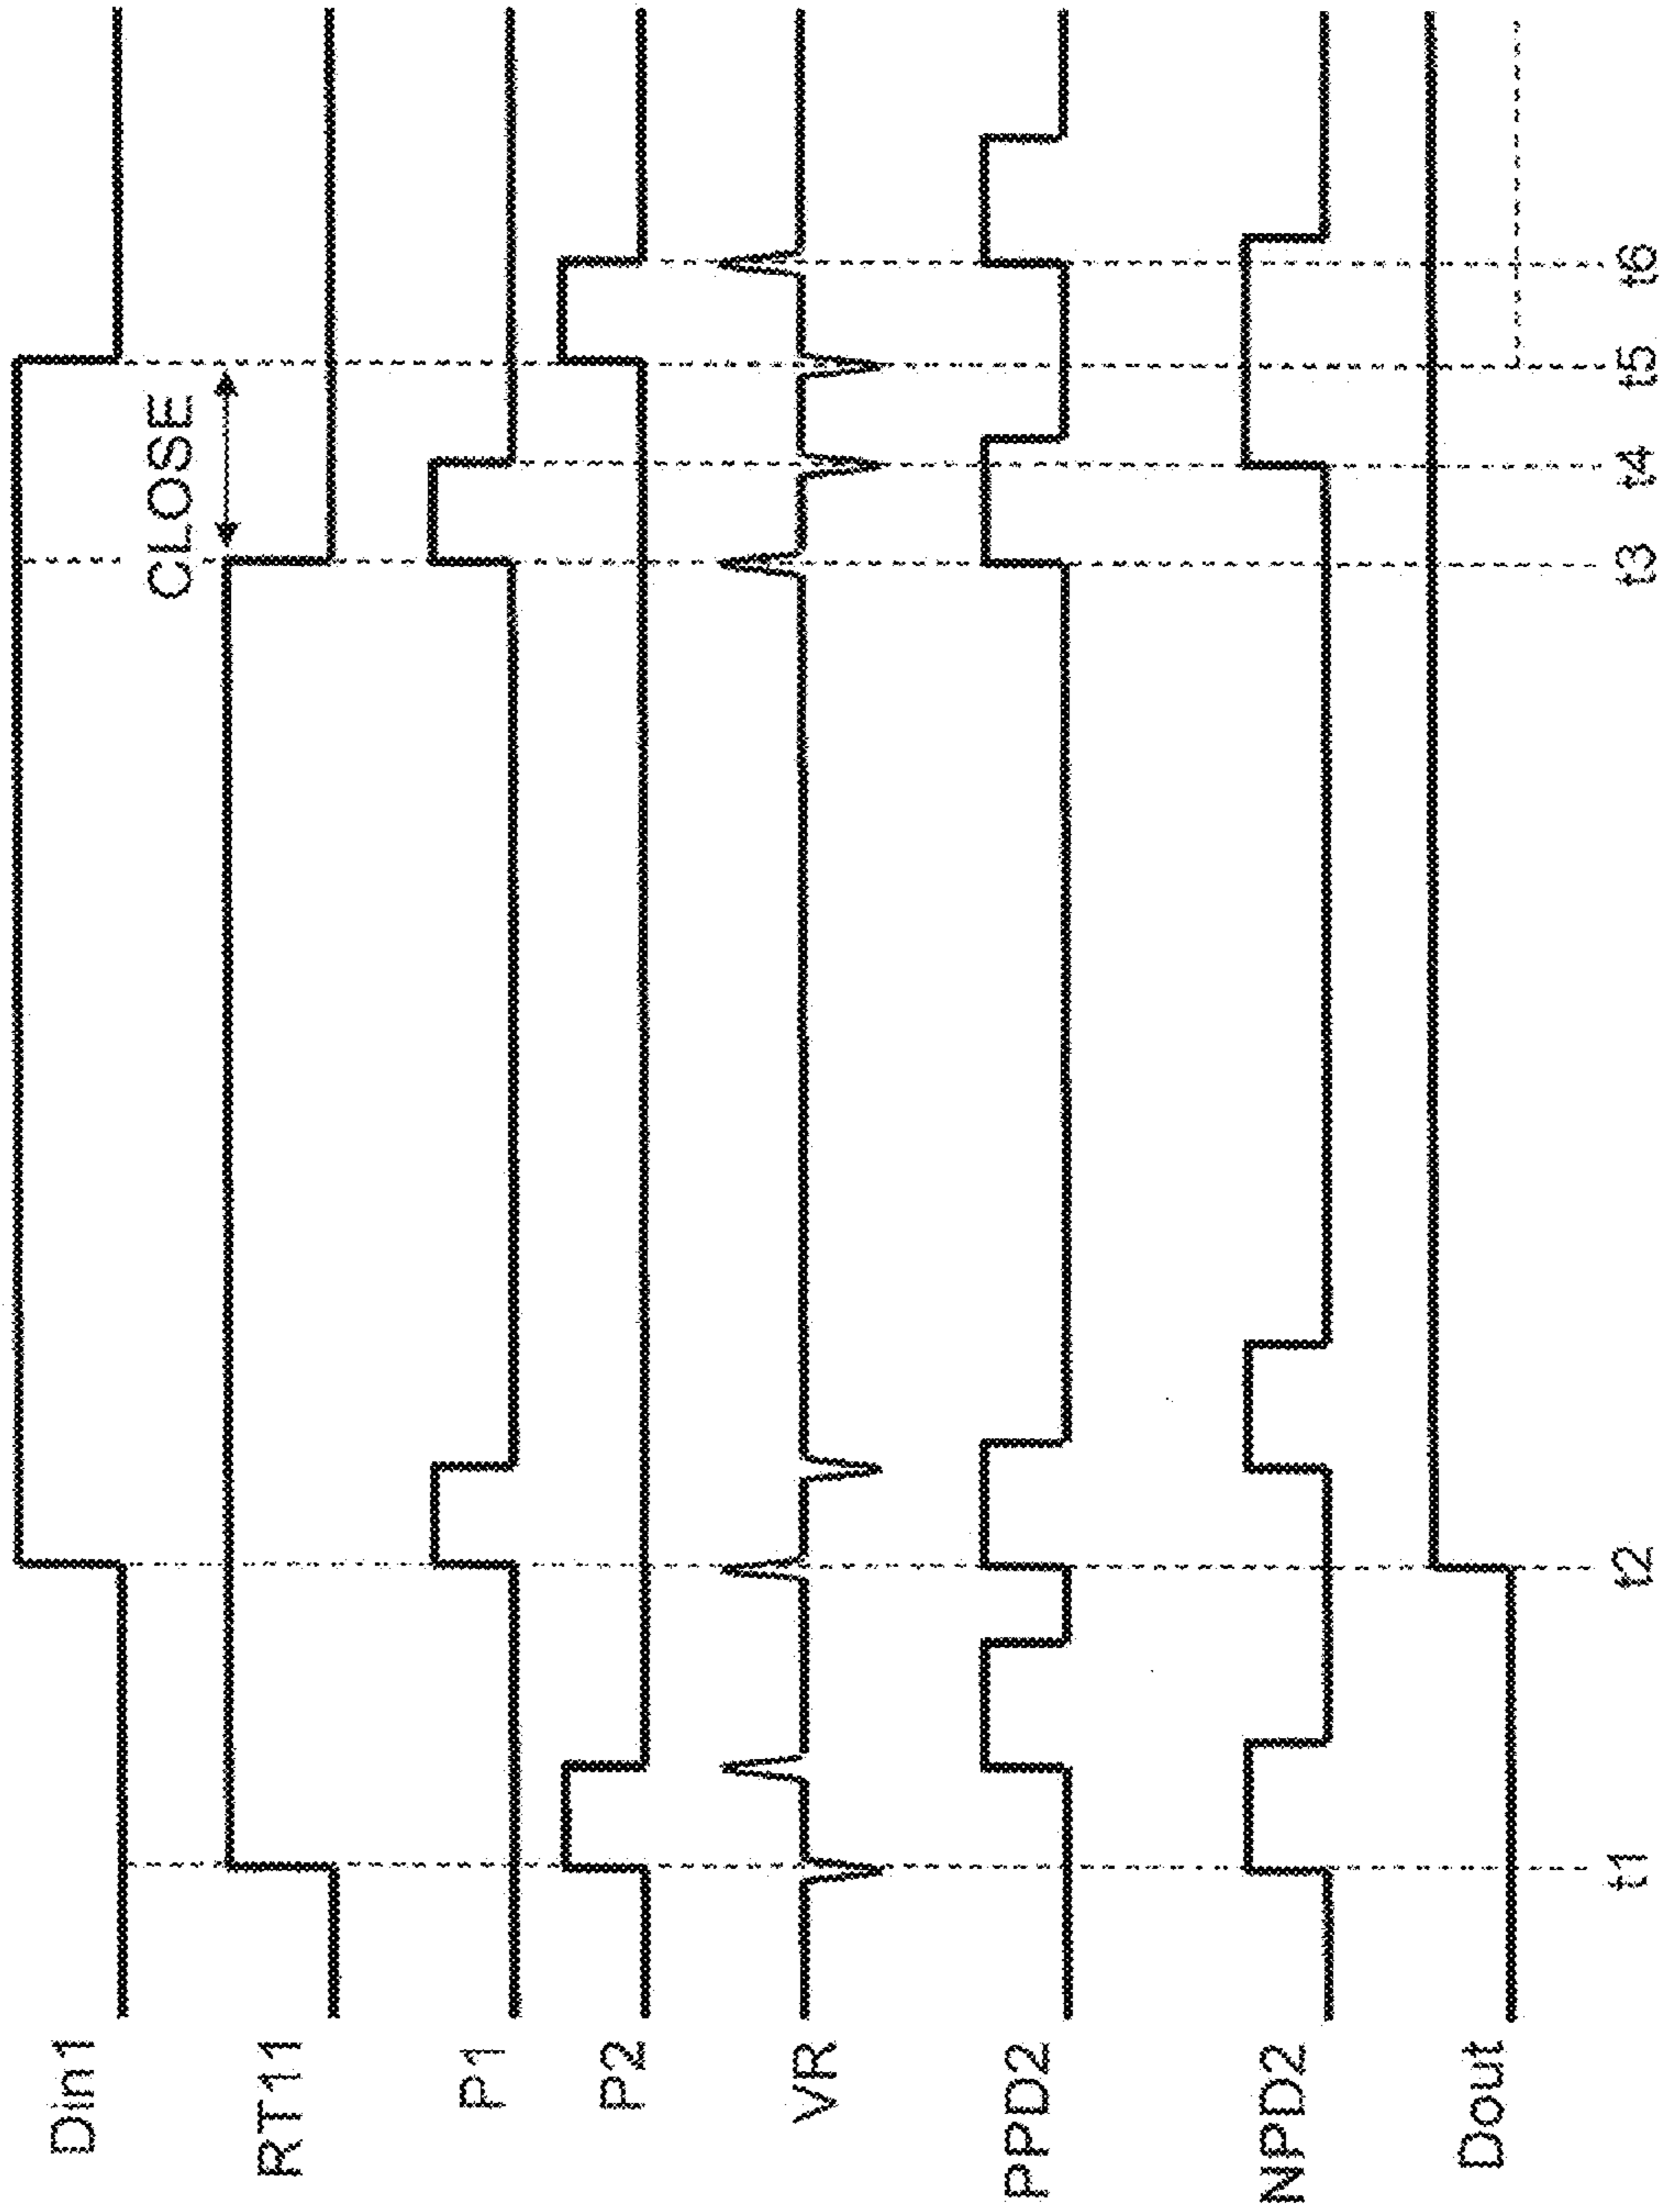 Din1
RT11
CLOSE
P1
P2
VR
PPD2
NPD2
Dout
t1 t2 t3 t4 t5 t6